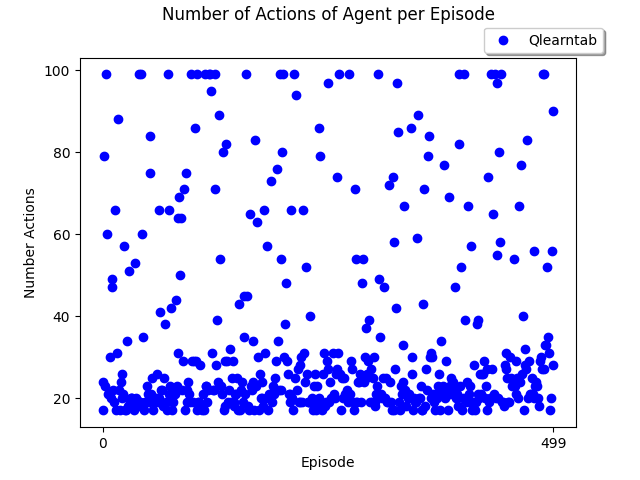 Number of Actions of Agent per Episode
Qlearntab
100
80
60
40
20
Number Actions
0
499
Episode